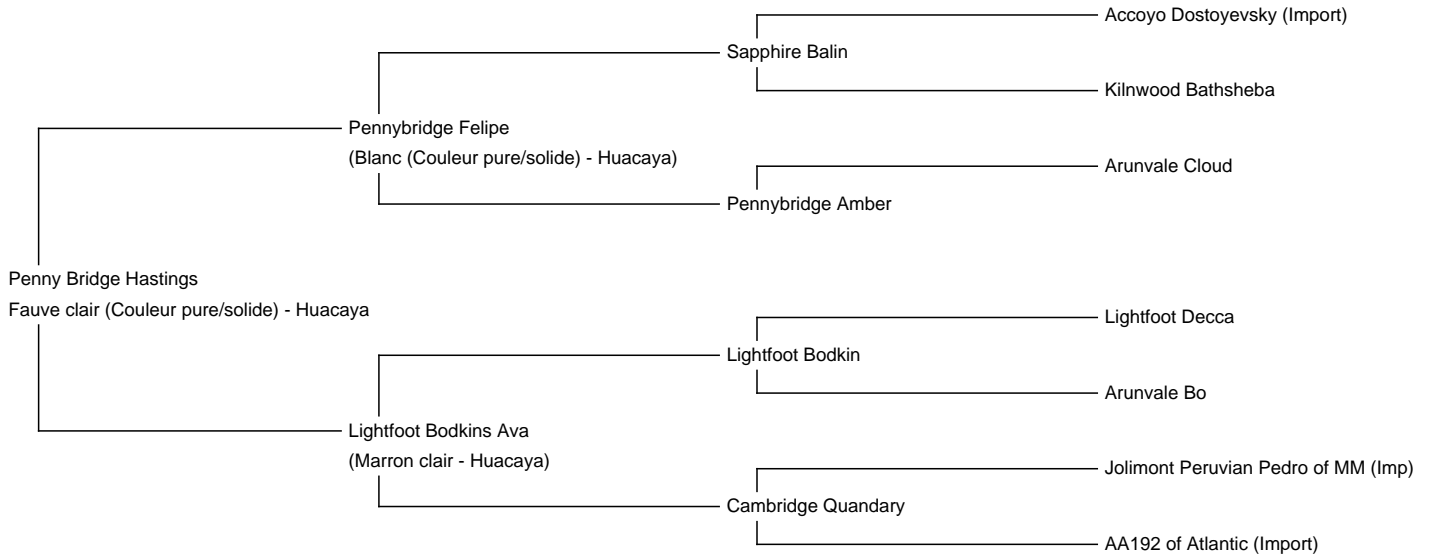 Accoyo Dostoyevsky (Import)
Sapphire Balin
Kilnwood Bathsheba
Pennybridge Felipe
(Blanc (Couleur pure/solide) - Huacaya)
Arunvale Cloud
Pennybridge Amber
Penny Bridge Hastings
Fauve clair (Couleur pure/solide) - Huacaya
Lightfoot Decca
Lightfoot Bodkin
Arunvale Bo
Lightfoot Bodkins Ava
(Marron clair - Huacaya)
Jolimont Peruvian Pedro of MM (Imp)
Cambridge Quandary
AA192 of Atlantic (Import)